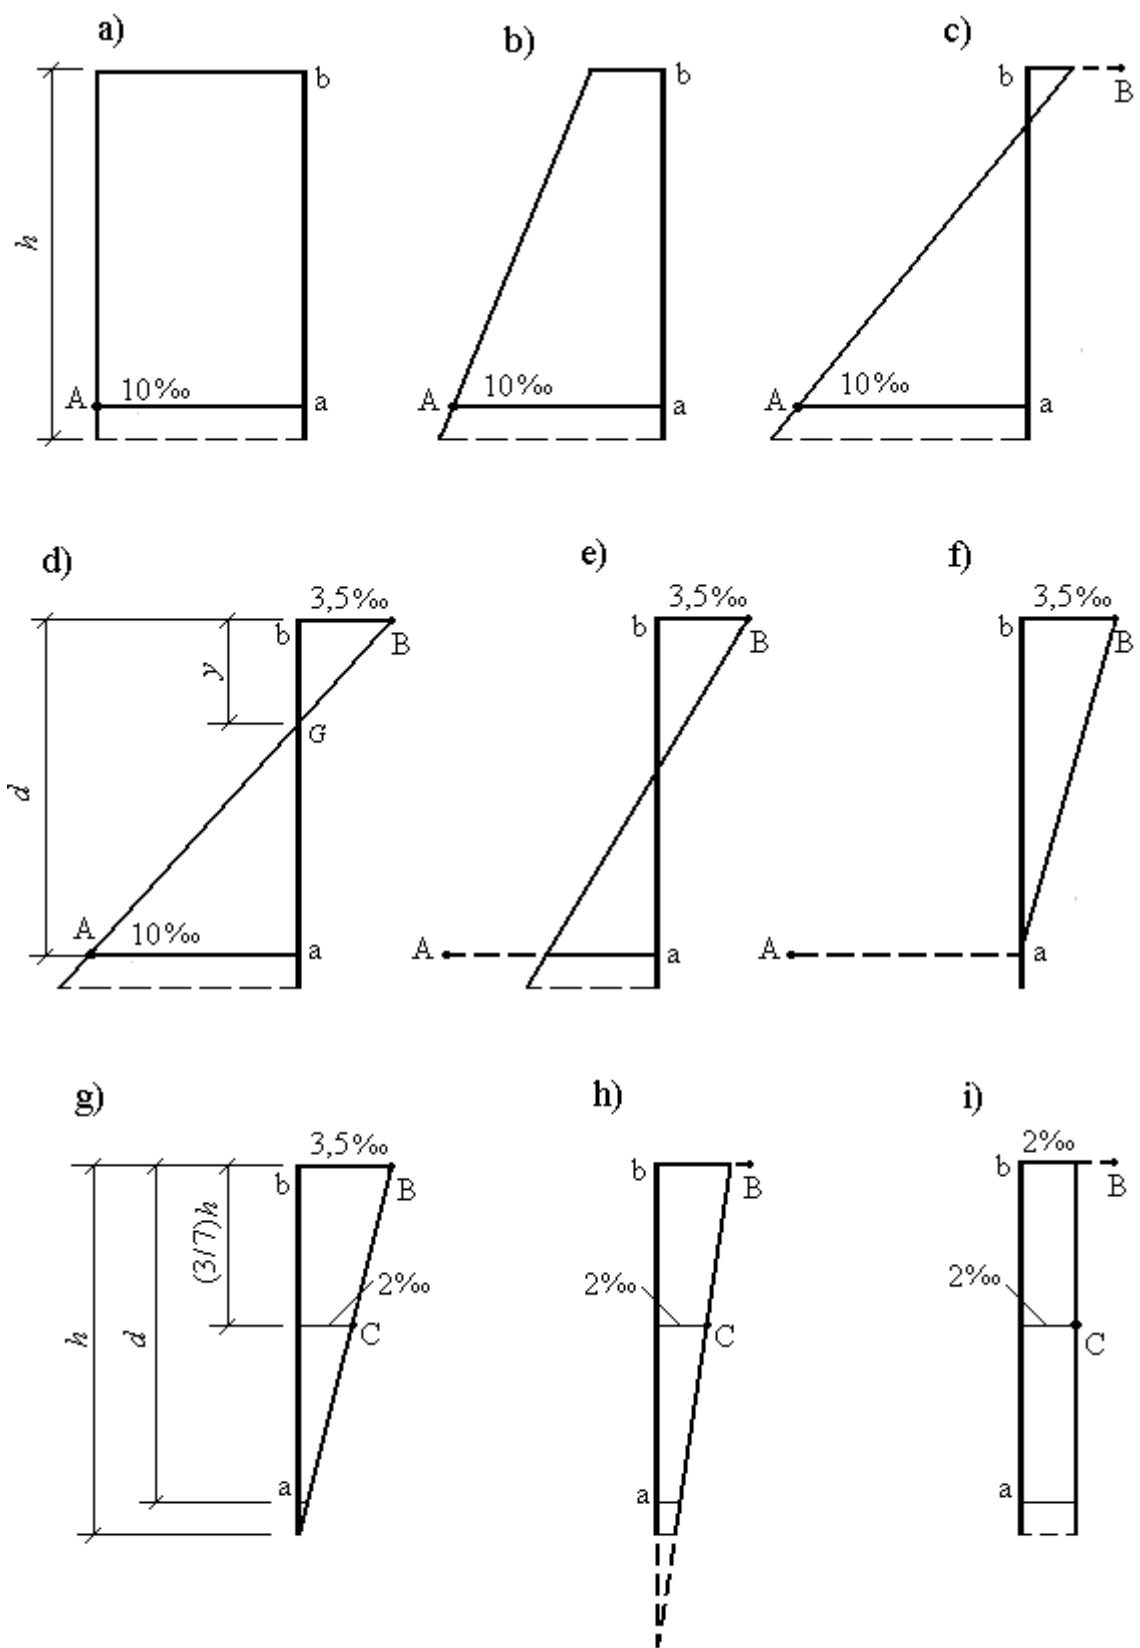 a) b) c)
b b b B
h
A 10‰ a A 10‰ a A 10‰ a
d) e) f)
3,5‰ 3,5‰ 3,5‰
b B b B b B
y
G
d
A 10‰ a A a A a
g) h) i)
3,5‰ 2‰
b B b B b B
(3/7)h
2‰ 2‰ 2‰
C C C
h d
a a a